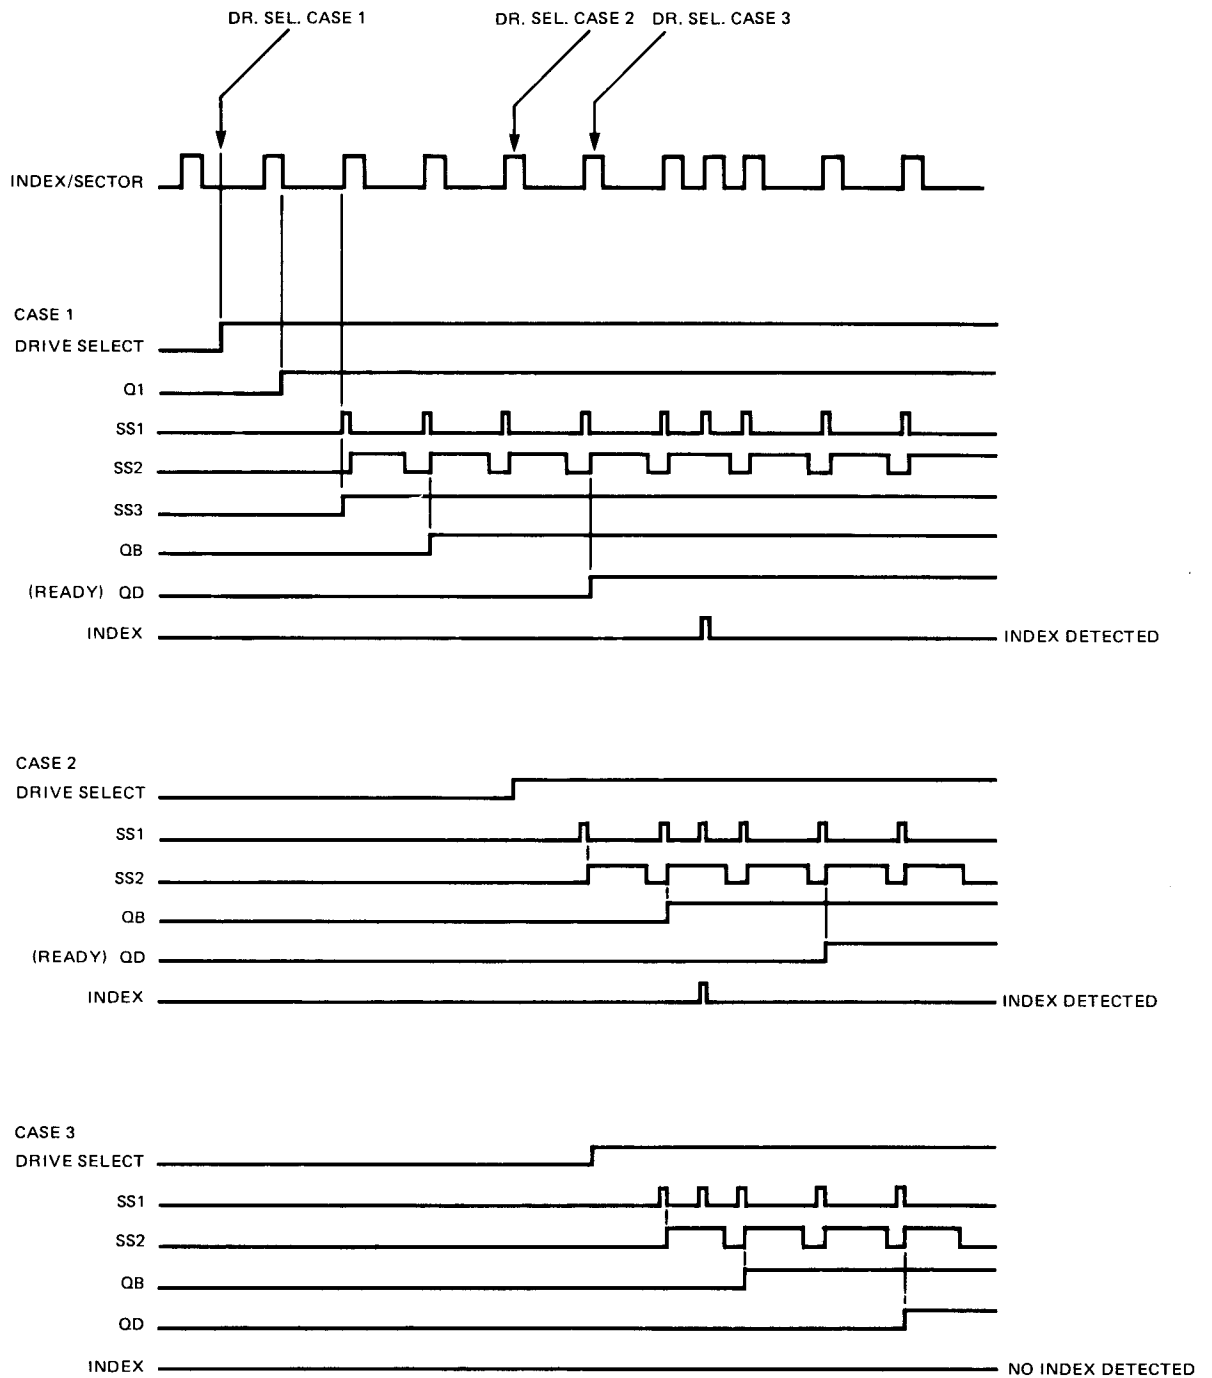 DR. SEL. CASE 1
DR. SEL. CASE 2
DR. SEL. CASE 3
INDEX/SECTOR
CASE 1
DRIVE SELECT
Q1
SS1
SS2
SS3
QB
(READY) QD
INDEX
INDEX DETECTED
CASE 2
DRIVE SELECT
SS1
SS2
QB
(READY) QD
INDEX
INDEX DETECTED
CASE 3
DRIVE SELECT
SS1
SS2
QB
QD
INDEX
NO INDEX DETECTED